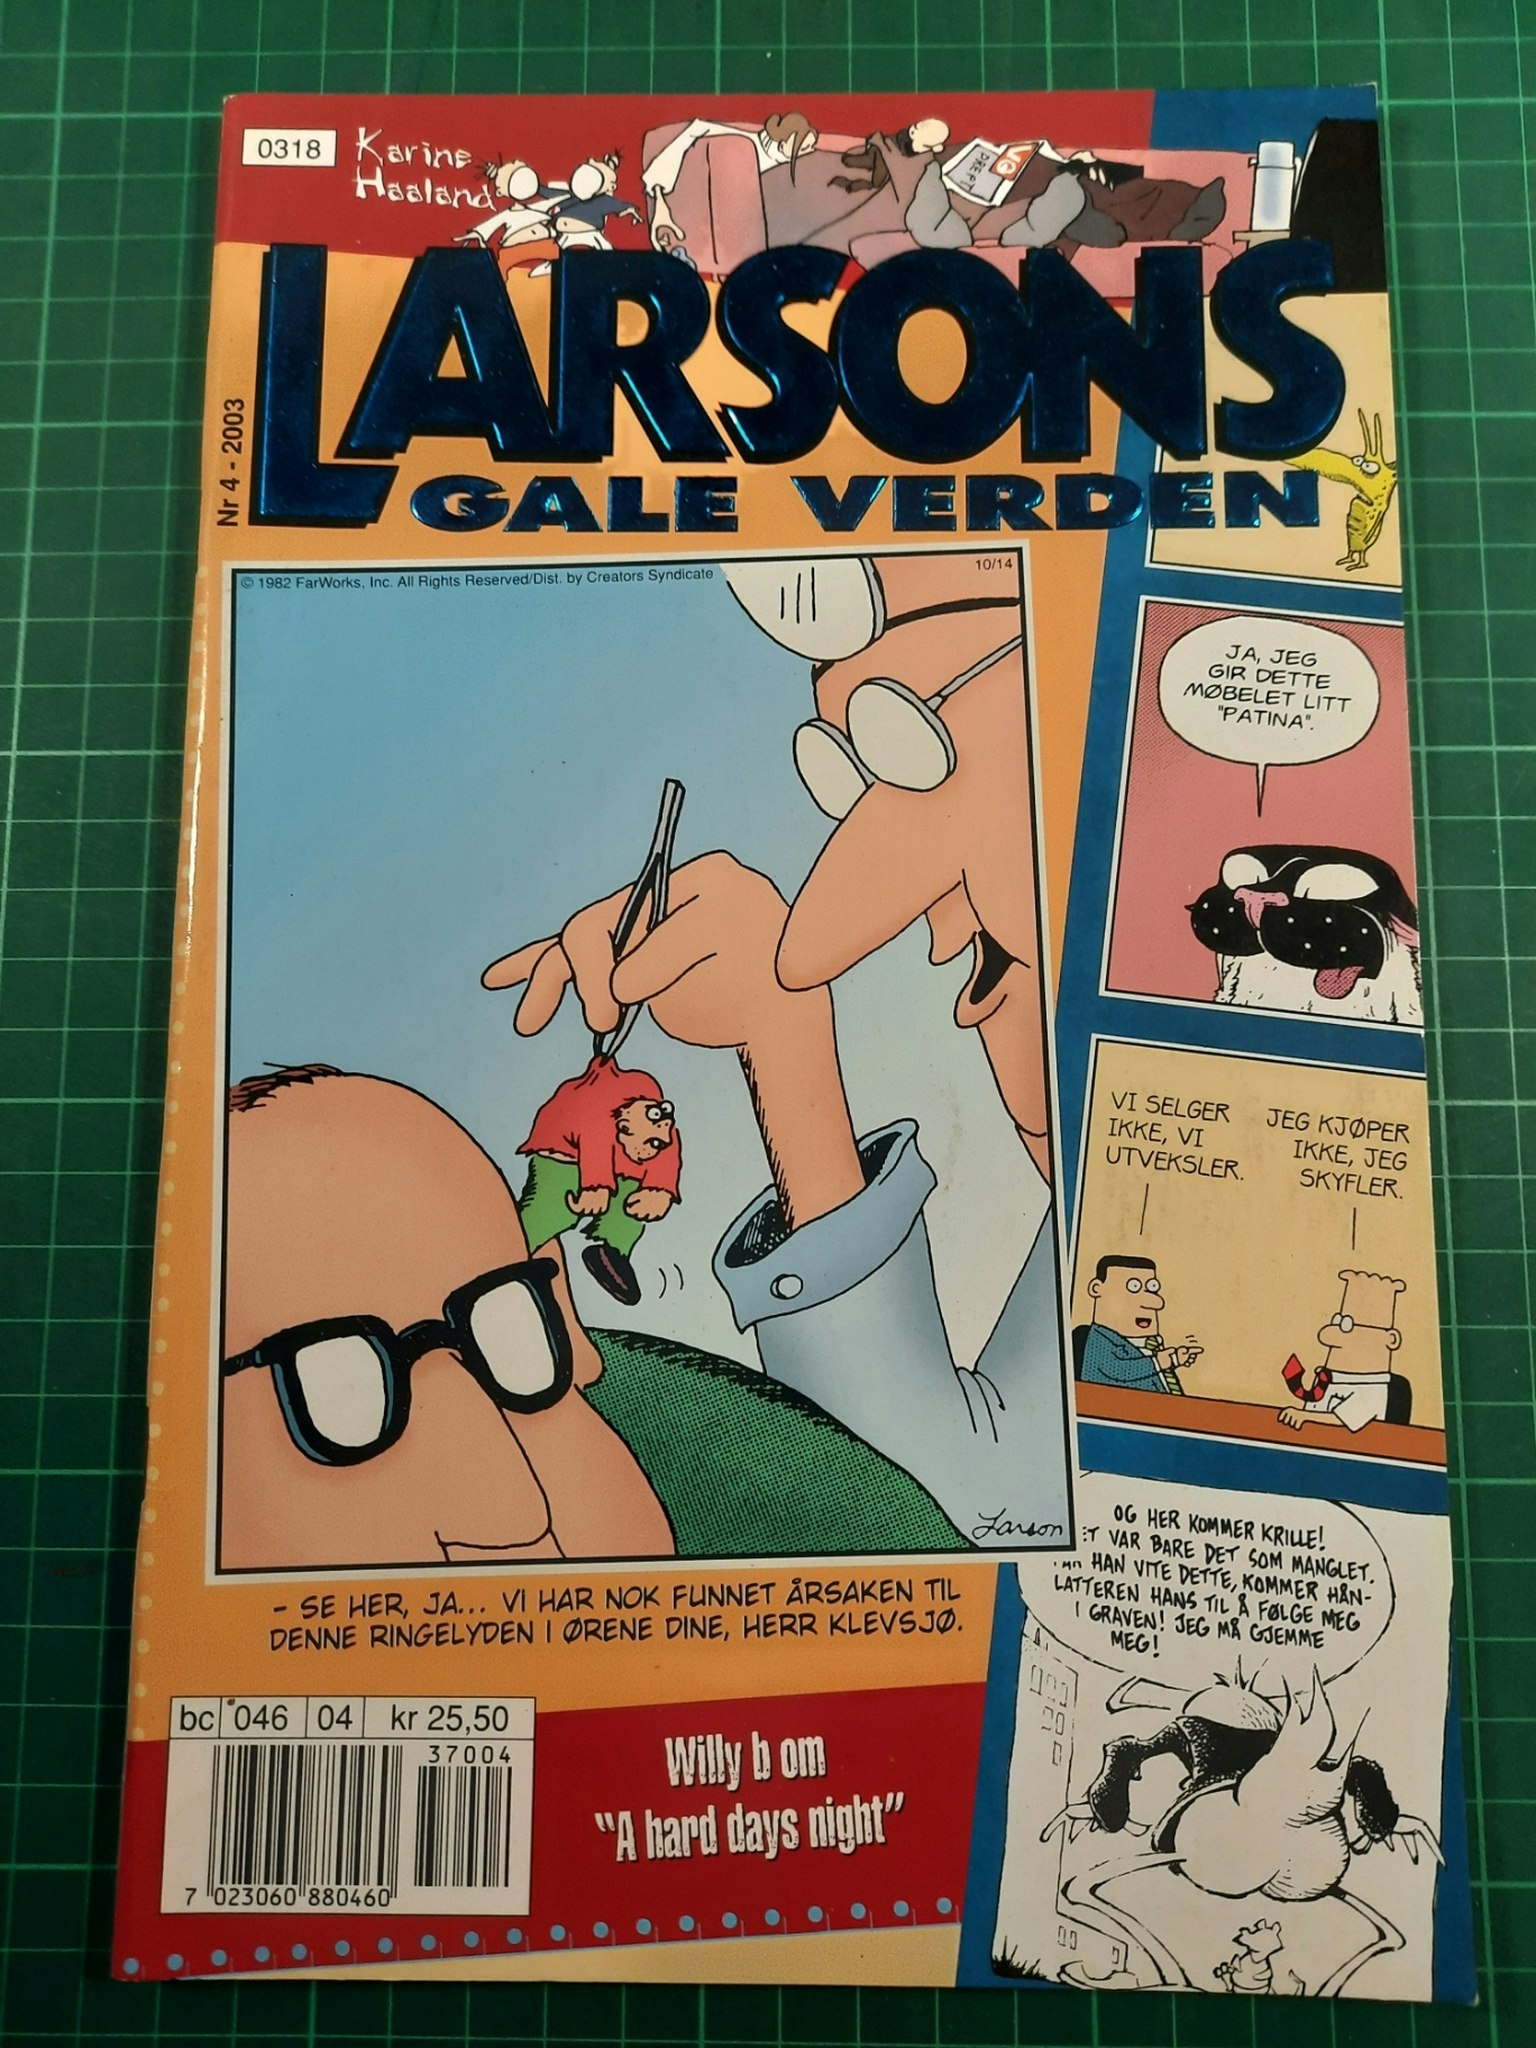 0318
Karine
Haaland
VG
DREPT
LARSONS
GALE VERDEN
Nr 4 - 2003
© 1982 FarWorks, Inc. All Rights Reserved/Dist. by Creators Syndicate
10/14
Larson
- SE HER, JA... VI HAR NOK FUNNET ÅRSAKEN TIL
DENNE RINGELYDEN I ØRENE DINE, HERR KLEVSJØ.
JA, JEG
GIR DETTE
MØBELET LITT
"PATINA".
VI SELGER
IKKE, VI
UTVEKSLER.
JEG KJØPER
IKKE, JEG
SKYFLER.
OG HER KOMMER KRILLE!
ET VAR BARE DET SOM MANGLET.
HAN VITE DETTE, KOMMER HÅN-
LATTEREN HANS TIL Å FØLGE MEG
I GRAVEN! JEG MÅ GJEMME
MEG!
bc 046 04 kr 25,50
37004
7 023060 880460
Willy b om
"A hard days night"